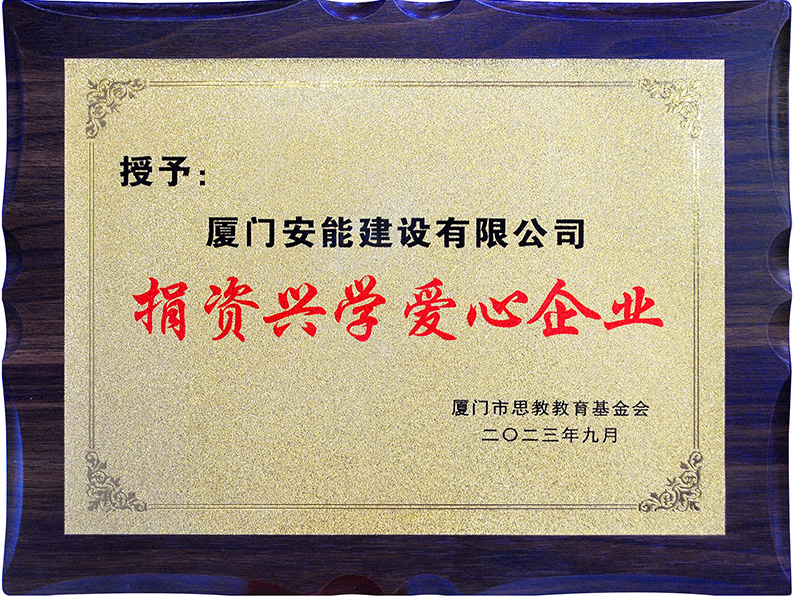 授予：
厦门安能建设有限公司
捐资兴学爱心企业
厦门市思教教育基金会
二〇二三年九月